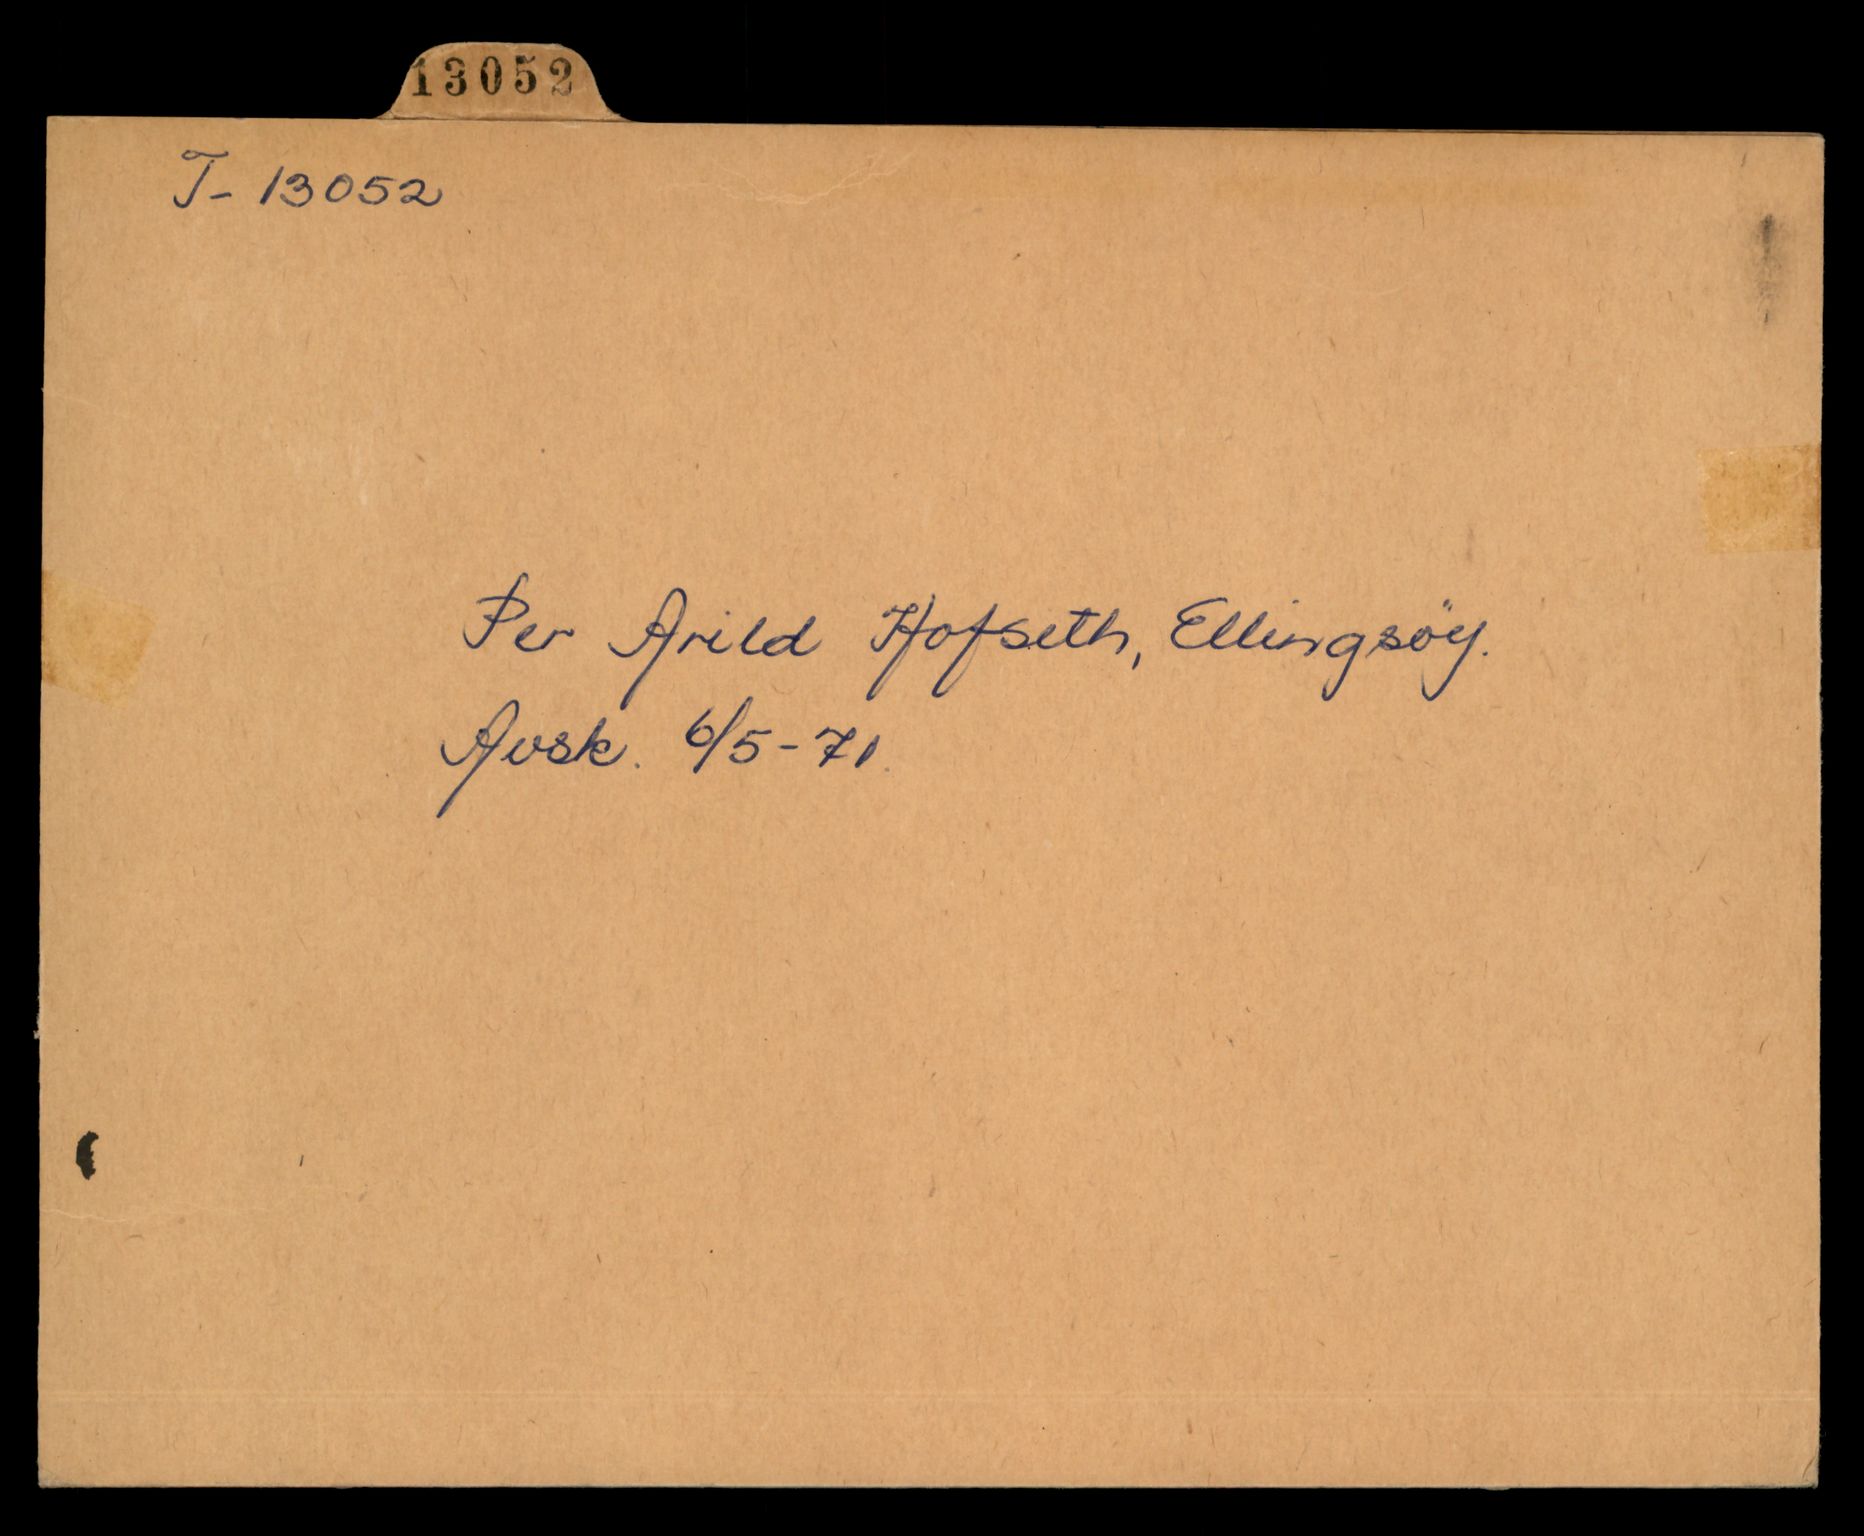 13052
T- 13052
Per Arild Hofseth, Ellingsöy.
Avsk. 6/5-71.